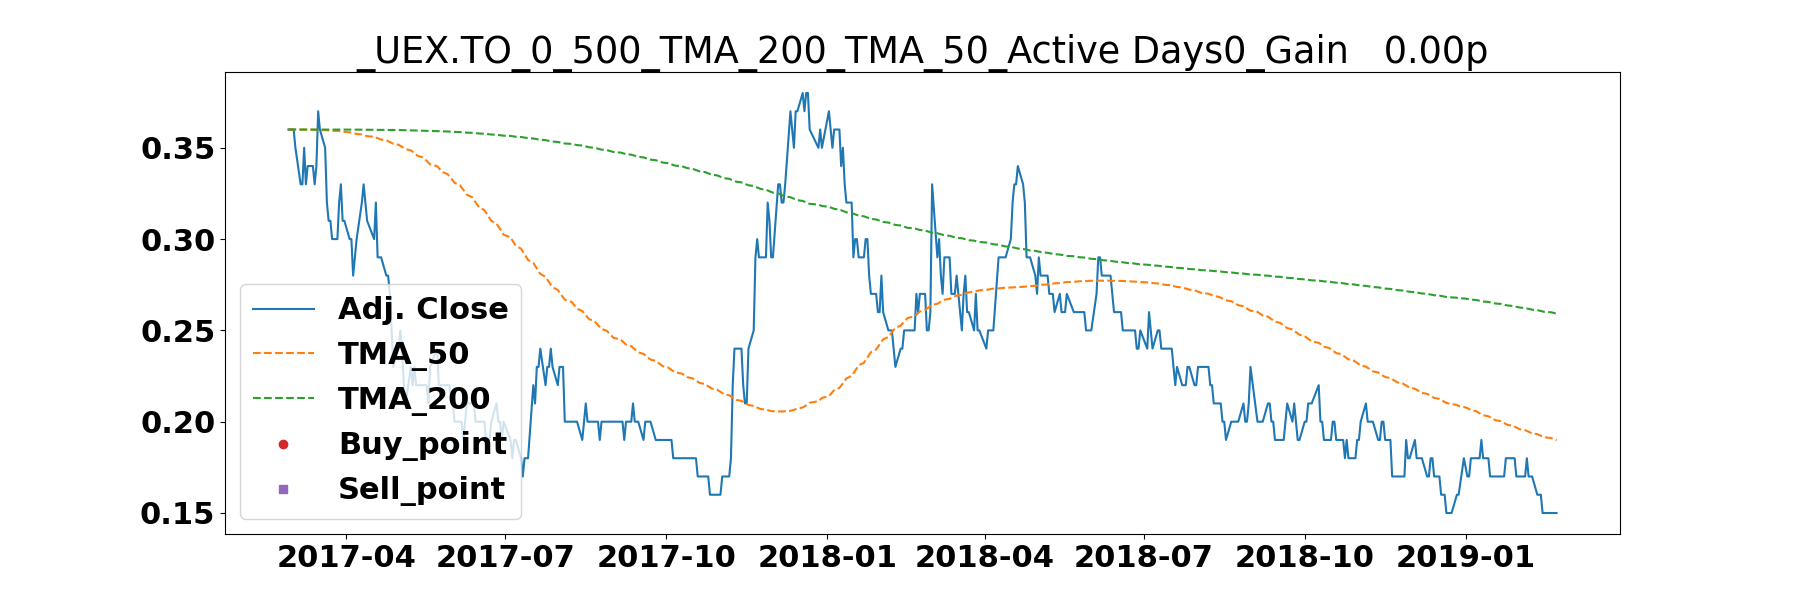 _UEX.TO_0_500_TMA_200_TMA_50_Active Days0_Gain   0.00p
0.35
0.30
0.25
0.20
0.15
Adj. Close
TMA_50
TMA_200
Buy_point
Sell_point
2017-04 2017-07 2017-10 2018-01 2018-04 2018-07 2018-10 2019-01